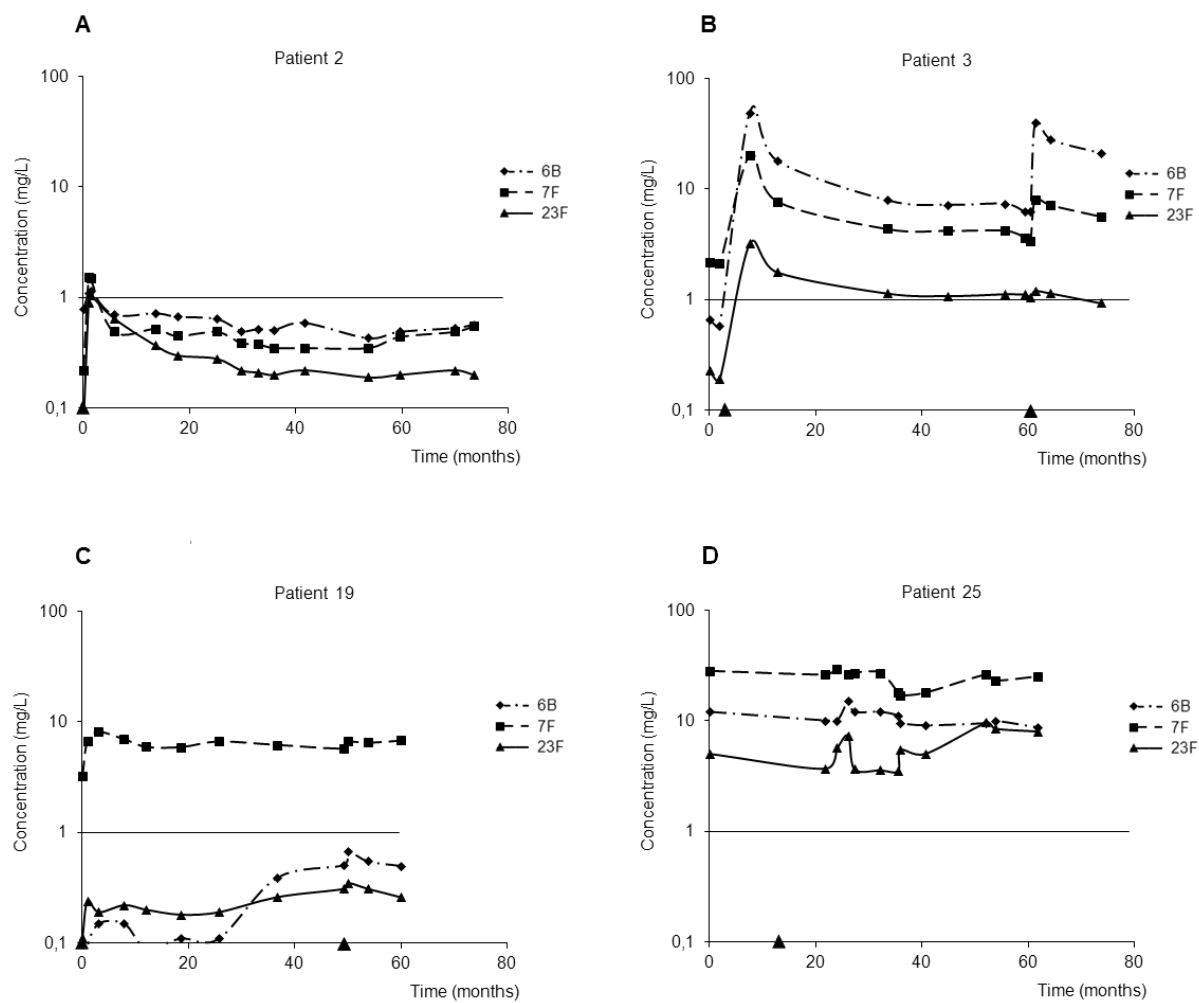 A
Patient 2
Concentration (mg/L)
100
10
1
0,1
0 20 40 60 80
Time (months)
6B
7F
23F
B
Patient 3
Concentration (mg/L)
100
10
1
0,1
0 20 40 60 80
Time (months)
6B
7F
23F
C
Patient 19
Concentration (mg/L)
100
10
1
0,1
0 20 40 60 80
Time (months)
6B
7F
23F
D
Patient 25
Concentration (mg/L)
100
10
1
0,1
0 20 40 60 80
Time (months)
6B
7F
23F